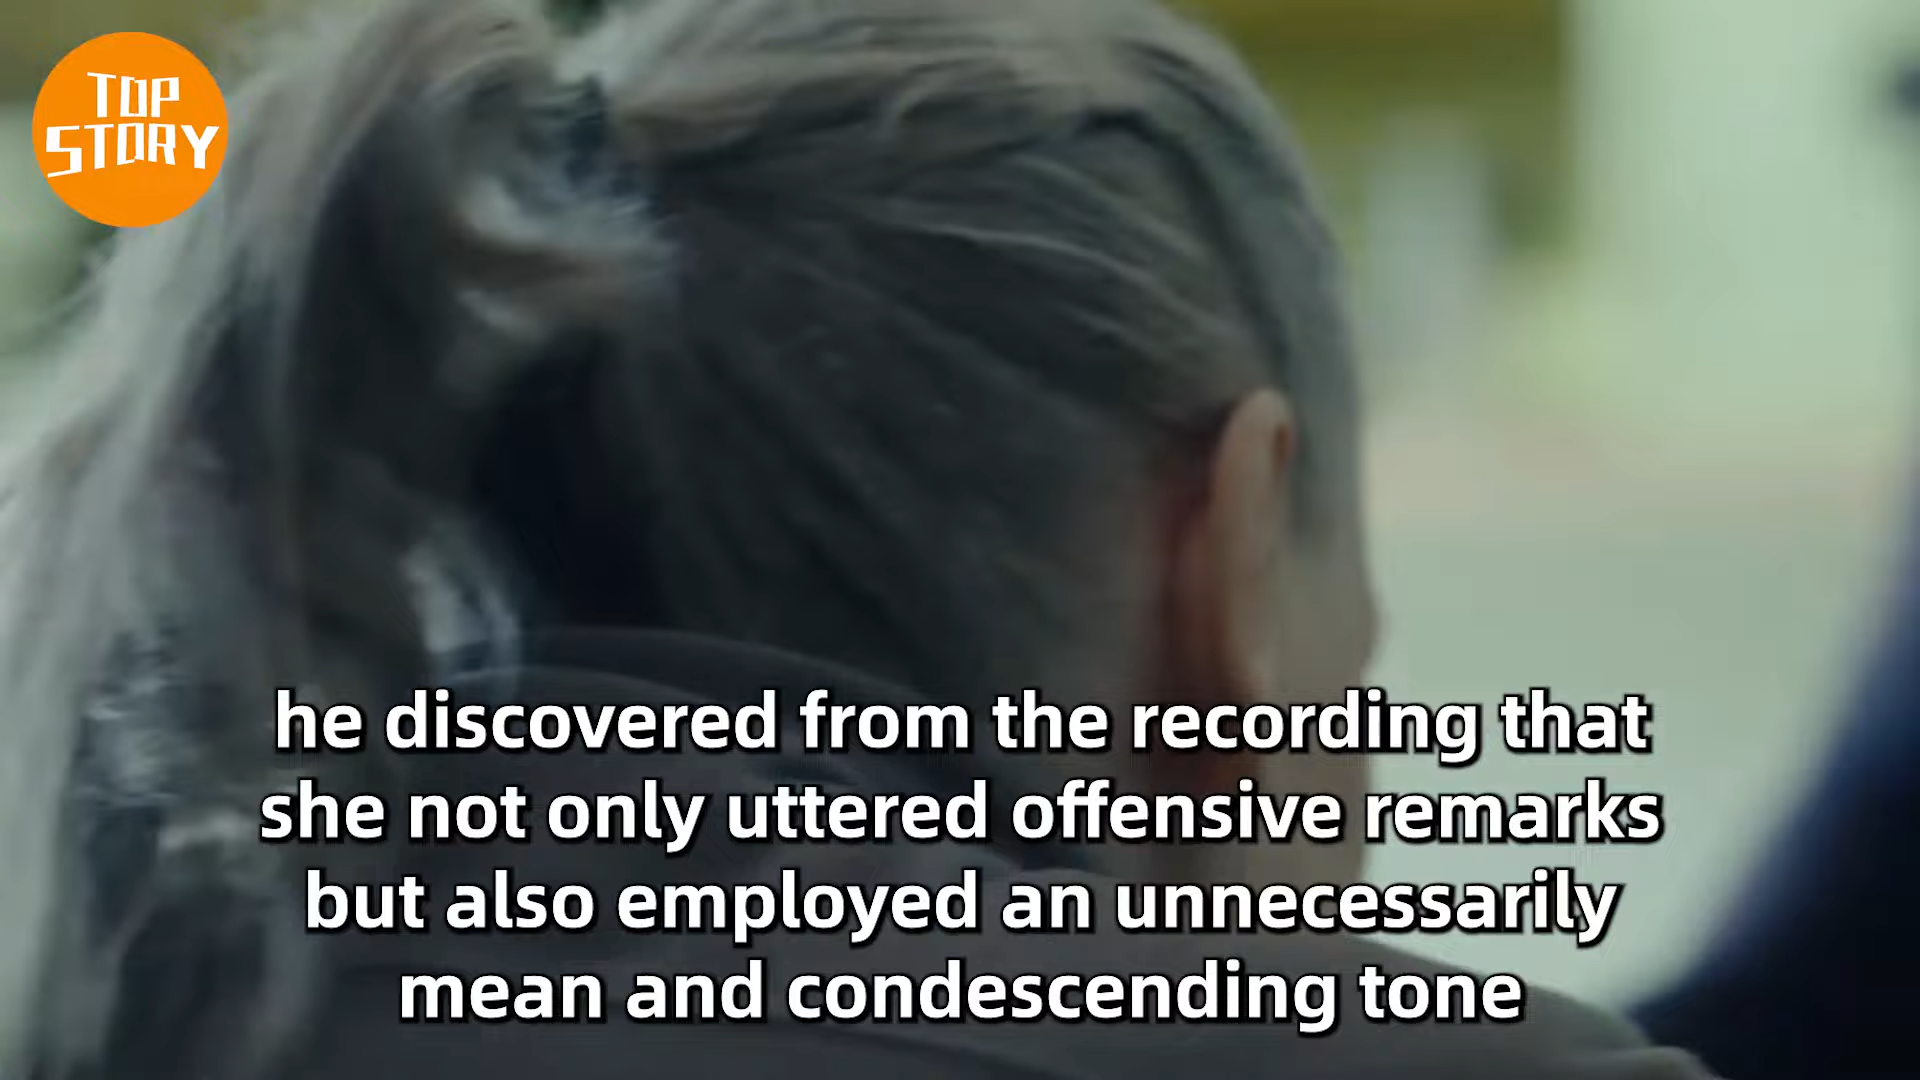 TOP
STORY
he discovered from the recording that
she not only uttered offensive remarks
but also employed an unnecessarily
mean and condescending tone